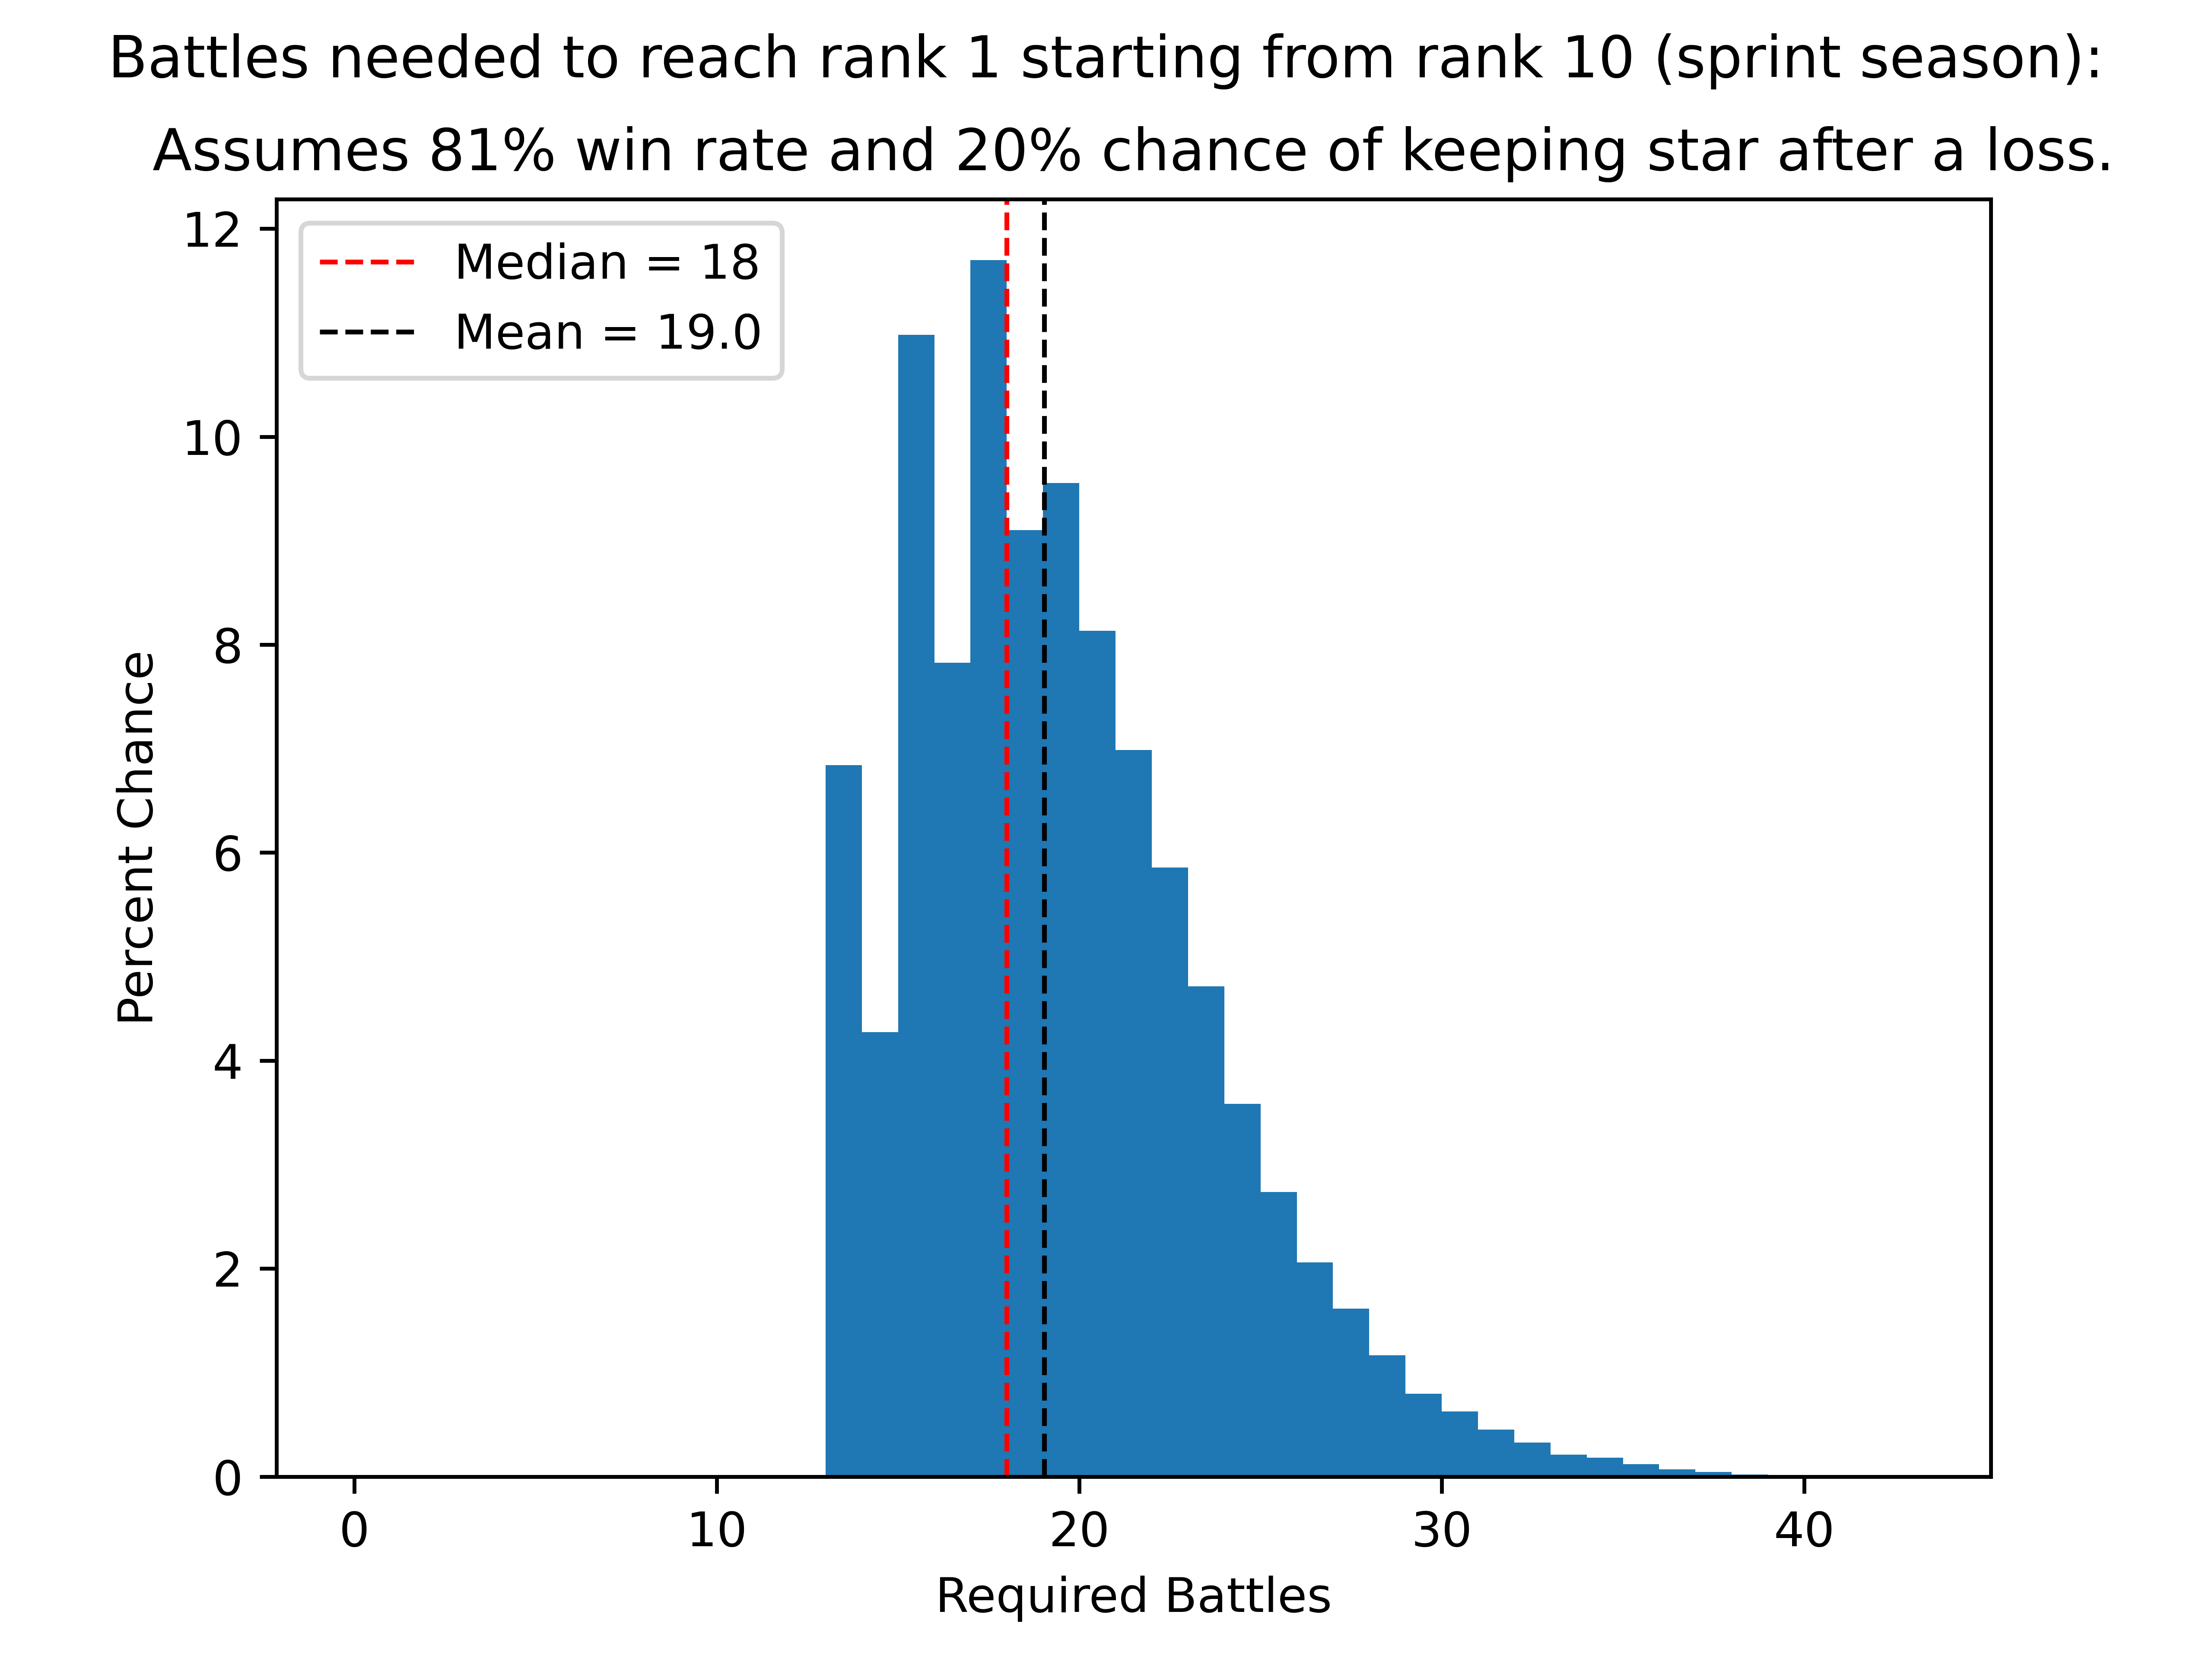 Battles needed to reach rank 1 starting from rank 10 (sprint season):
Assumes 81% win rate and 20% chance of keeping star after a loss.
Median = 18
Mean = 19.0
12
10
8
6
4
2
0
Percent Chance
0 10 20 30 40
Required Battles